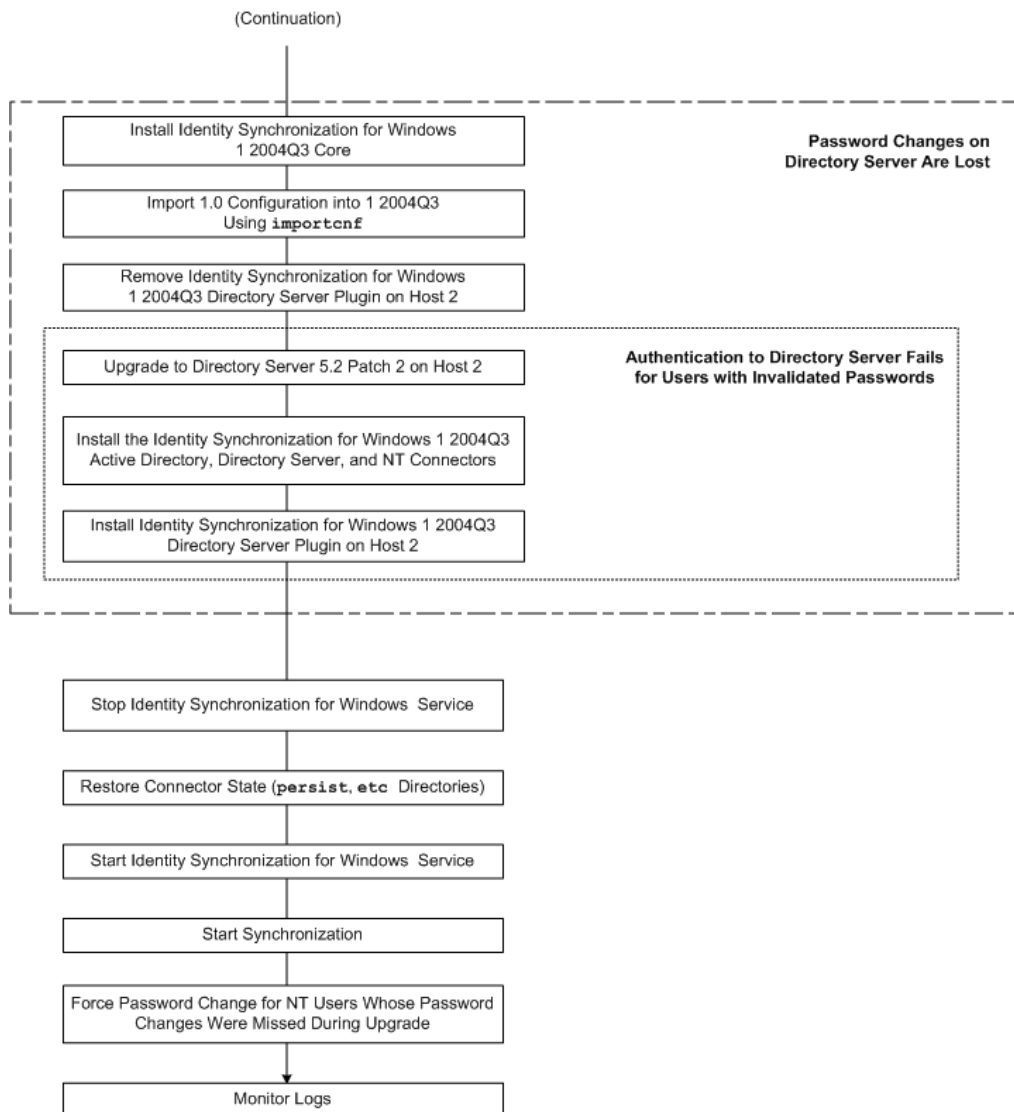 (Continuation)
Install Identity Synchronization for Windows
1 2004Q3 Core
Password Changes on
Directory Server Are Lost
Import 1.0 Configuration into 1 2004Q3
Using importcnf
Remove Identity Synchronization for Windows
1 2004Q3 Directory Server Plugin on Host 2
Authentication to Directory Server Fails
for Users with Invalidated Passwords
Upgrade to Directory Server 5.2 Patch 2 on Host 2
Install the Identity Synchronization for Windows 1 2004Q3
Active Directory, Directory Server, and NT Connectors
Install Identity Synchronization for Windows 1 2004Q3
Directory Server Plugin on Host 2
Stop Identity Synchronization for Windows Service
Restore Connector State (persist, etc Directories)
Start Identity Synchronization for Windows Service
Start Synchronization
Force Password Change for NT Users Whose Password
Changes Were Missed During Upgrade
Monitor Logs